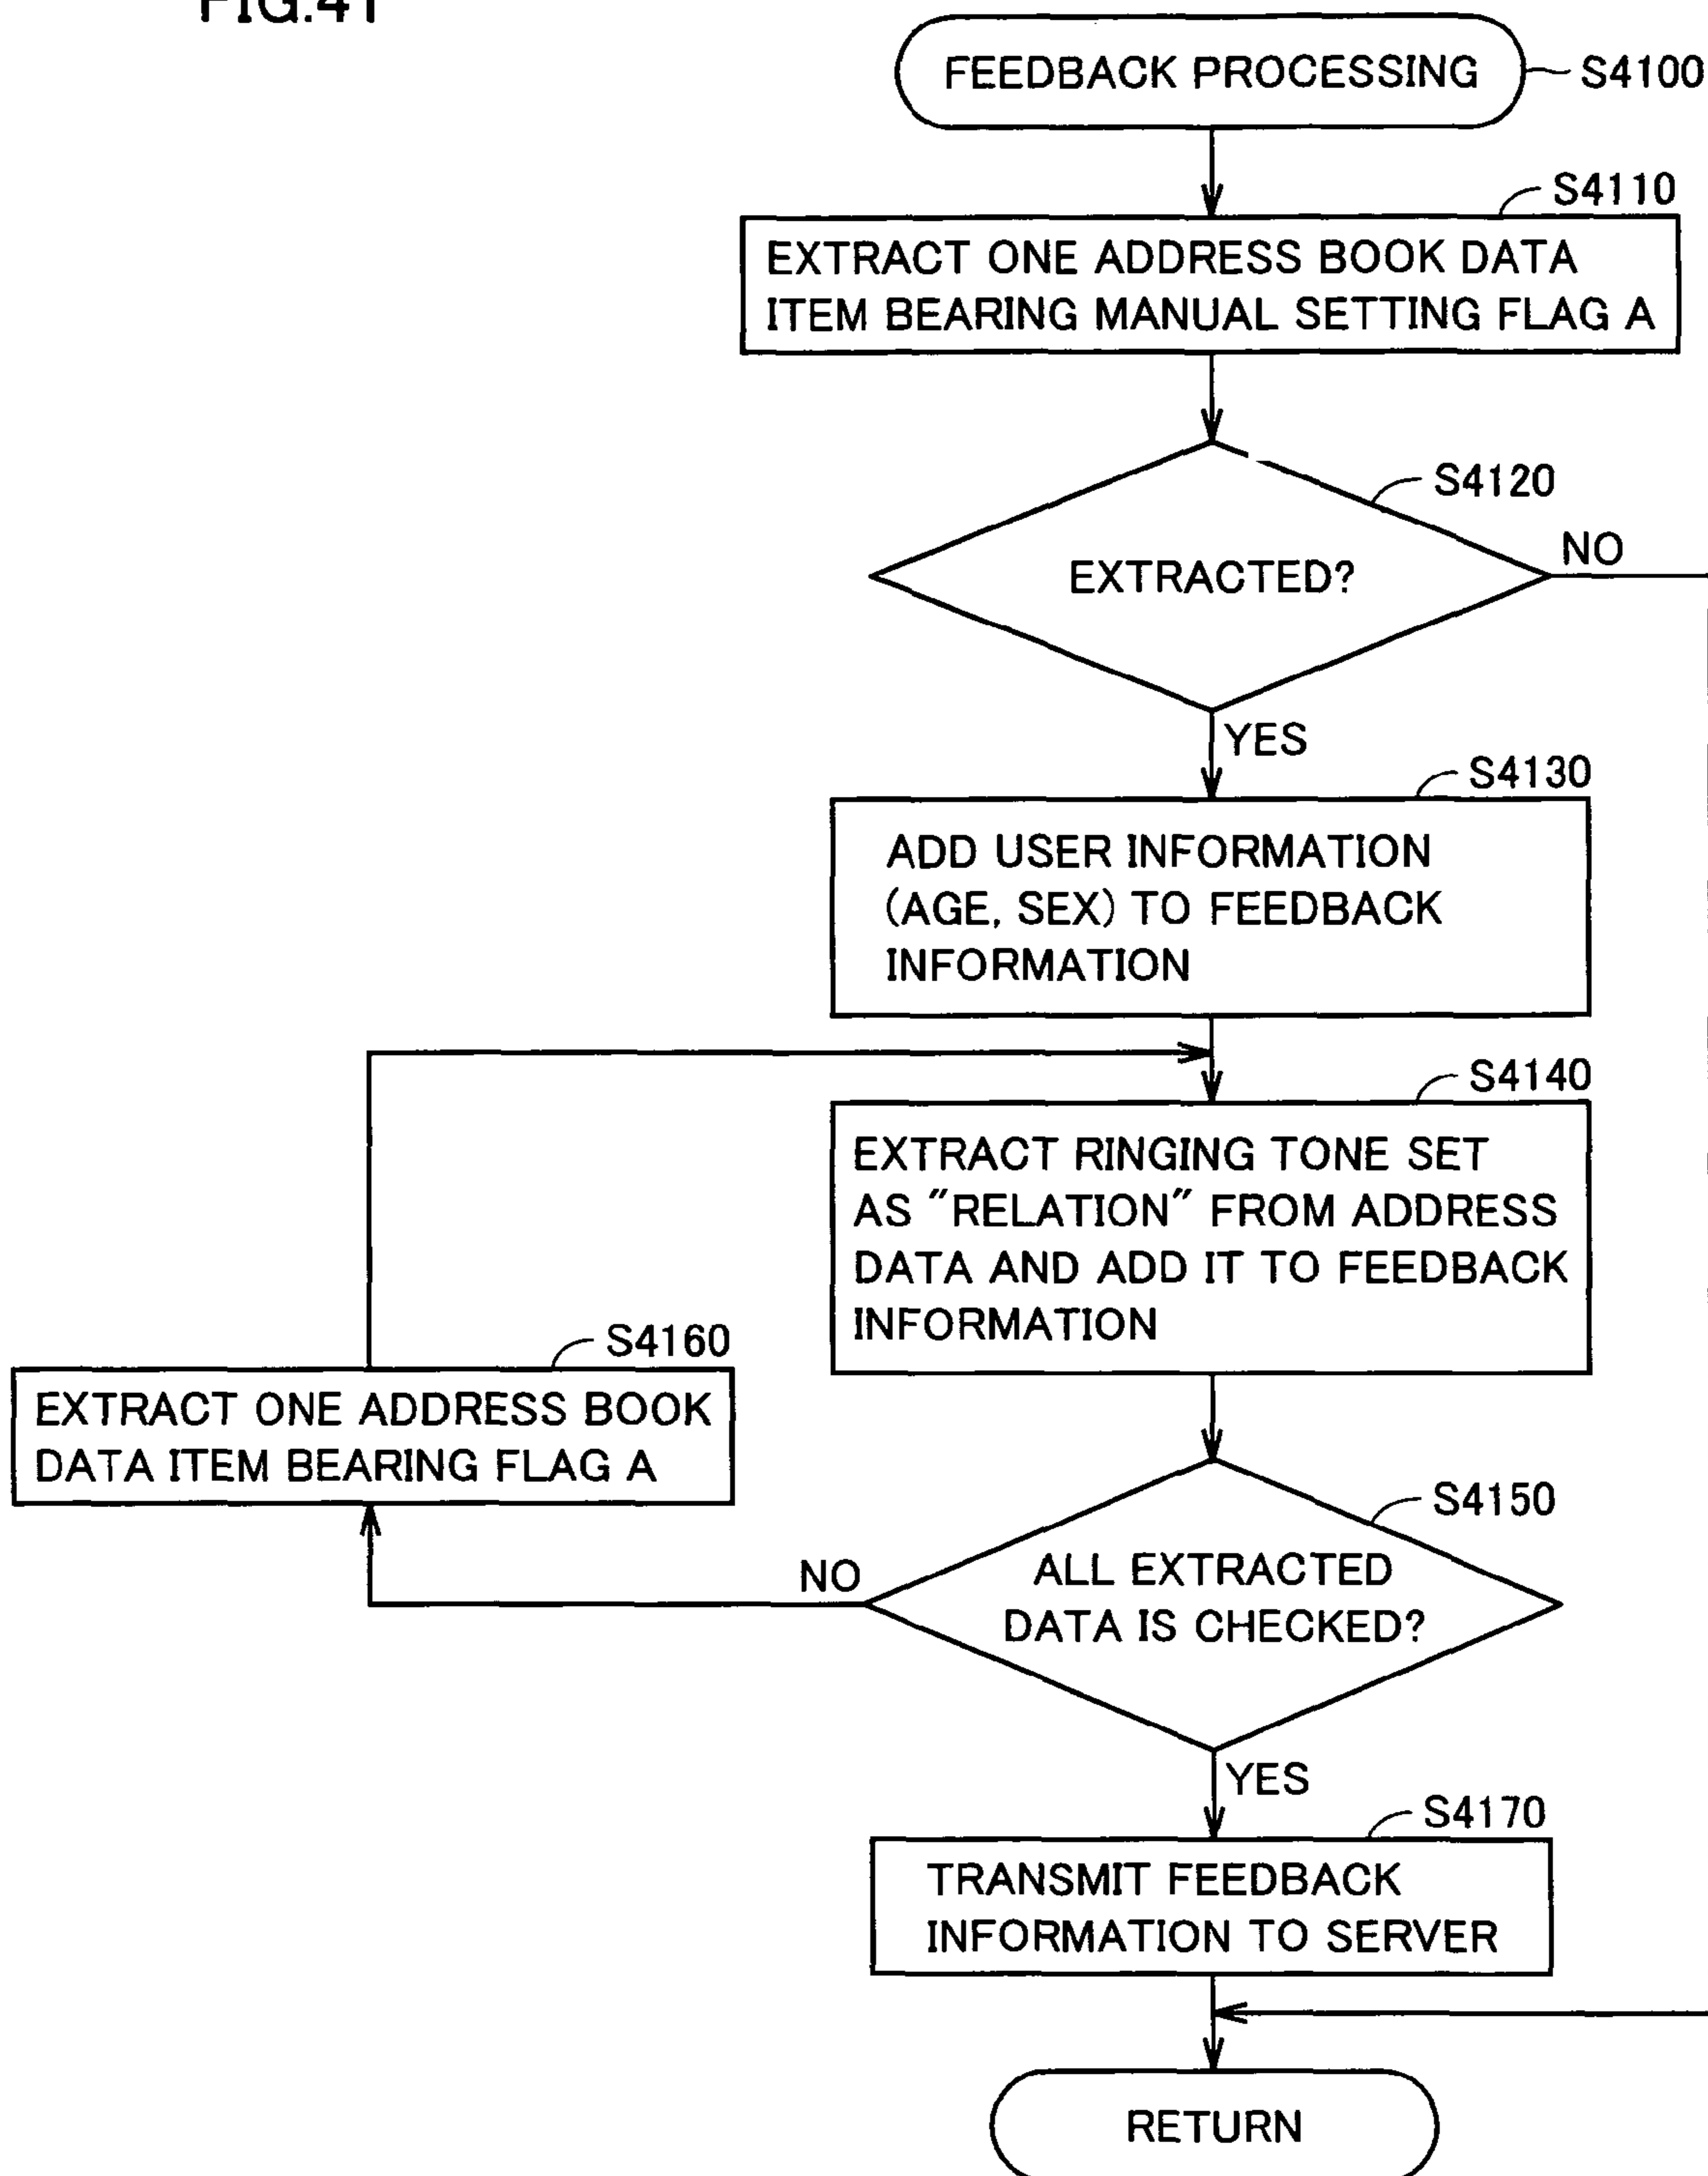 FIG.41
FEEDBACK PROCESSING
S4100
S4110
EXTRACT ONE ADDRESS BOOK DATA
ITEM BEARING MANUAL SETTING FLAG A
S4120
EXTRACTED?
NO
YES
S4130
ADD USER INFORMATION
(AGE, SEX) TO FEEDBACK
INFORMATION
S4140
EXTRACT RINGING TONE SET
AS "RELATION" FROM ADDRESS
DATA AND ADD IT TO FEEDBACK
INFORMATION
S4160
EXTRACT ONE ADDRESS BOOK
DATA ITEM BEARING FLAG A
S4150
ALL EXTRACTED
DATA IS CHECKED?
NO
YES
S4170
TRANSMIT FEEDBACK
INFORMATION TO SERVER
RETURN